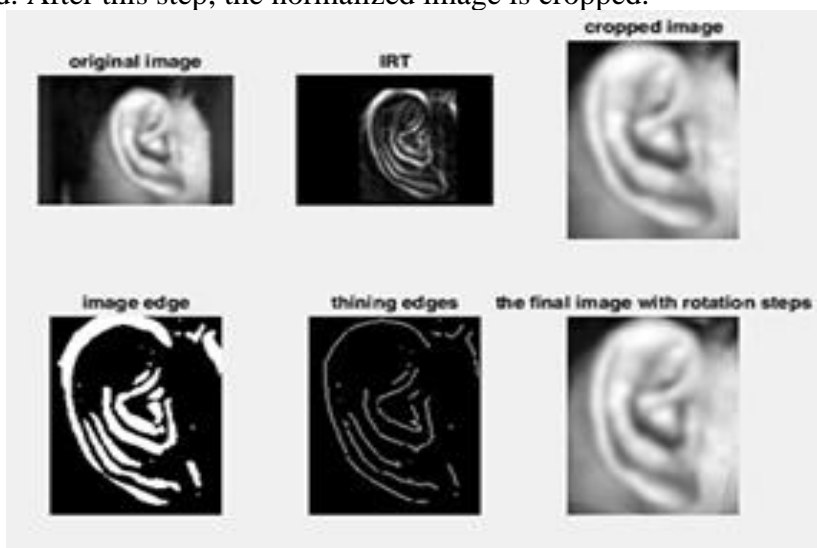 d. After this step, the normalized image is cropped.
original image
IRT
cropped image
image edge
thining edges
the final image with rotation steps